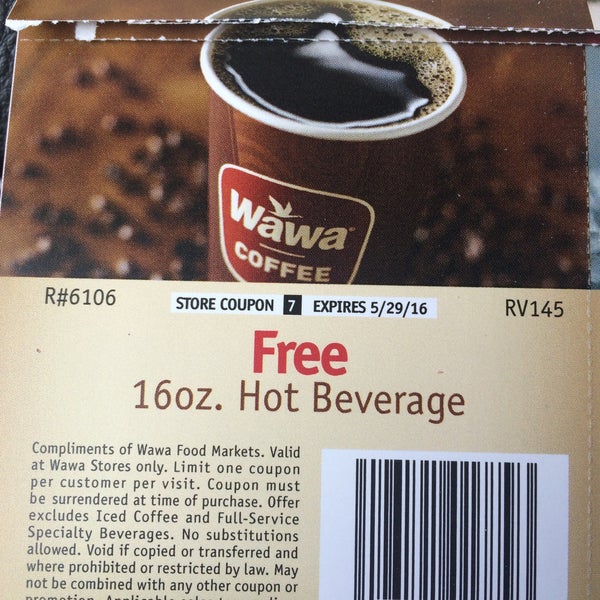 Wawa
COFFEE
R#6106
STORE COUPON 7 EXPIRES 5/29/16
RV145
Free
16oz. Hot Beverage
Compliments of Wawa Food Markets. Valid
at Wawa Stores only. Limit one coupon
per customer per visit. Coupon must
be surrendered at time of purchase. Offer
excludes Iced Coffee and Full-Service
Specialty Beverages. No substitutions
allowed. Void if copied or transferred and
where prohibited or restricted by law. May
not be combined with any other coupon or